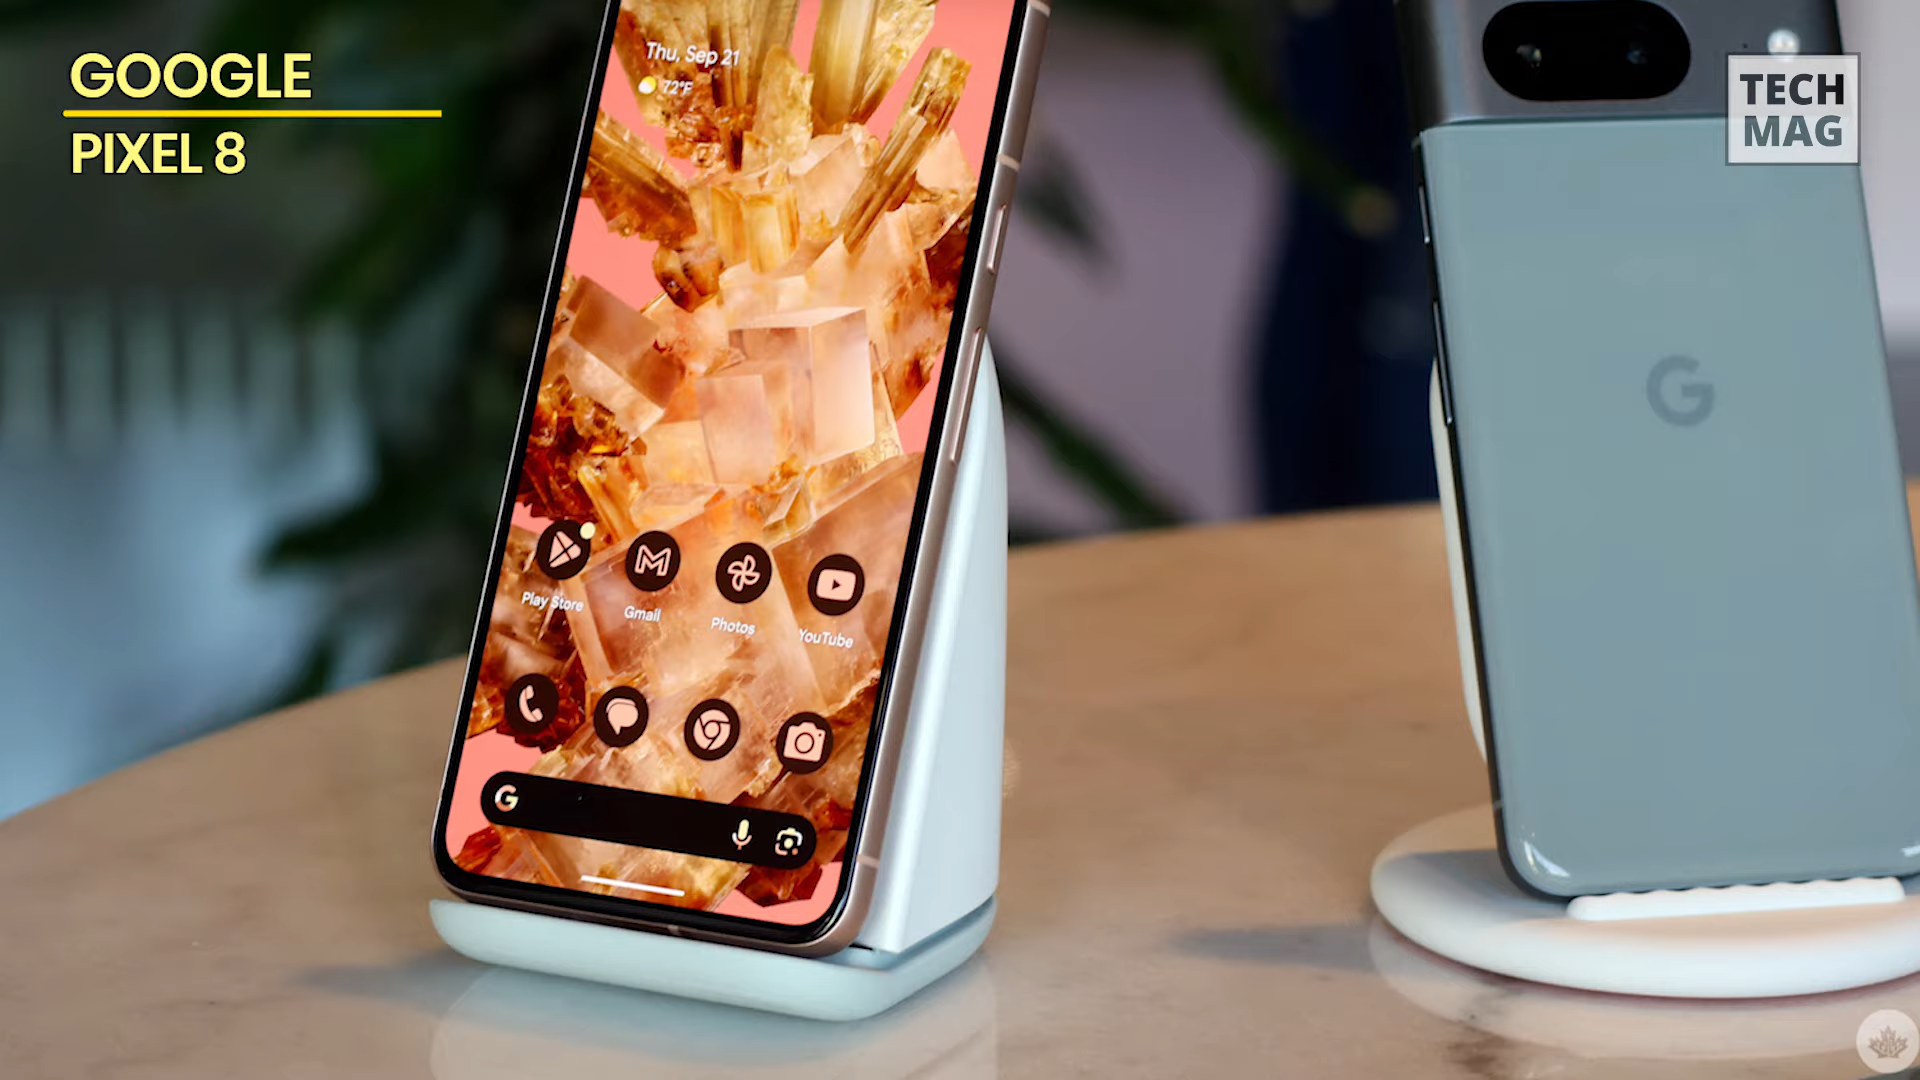 GOOGLE
PIXEL 8
TECH
MAG
Thu, Sep 21
72°F
Play Store
Gmail
Photos
YouTube
G
G